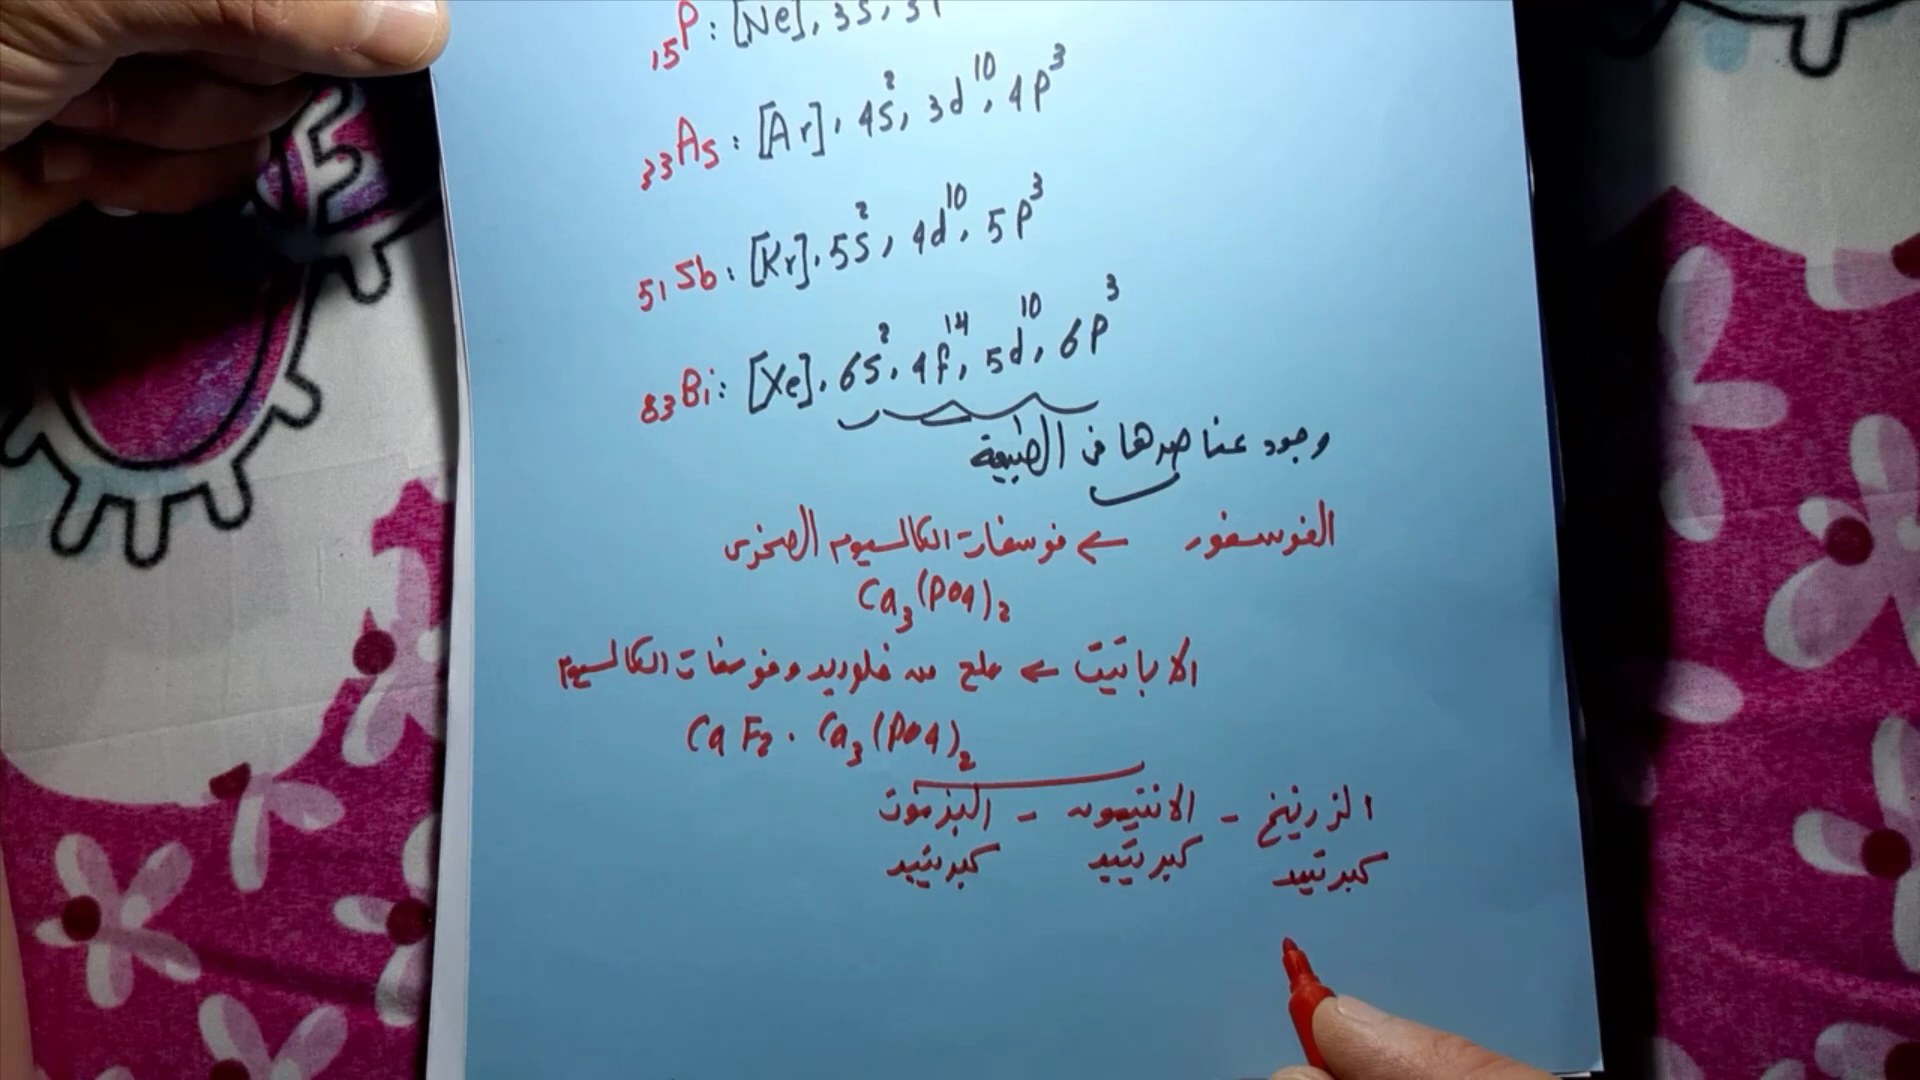 ₁₅P : [Ne], 3S, 3P
₃₃As : [Ar], 4S², 3d¹⁰, 4P³
₅₁Sb : [Kr], 5S², 4d¹⁰, 5P³
₈₃Bi : [Xe], 6S², 4f¹⁴, 5d¹⁰, 6P³
وجود عناصرها فى الطبيعة
الفوسفور ← فوسفات الكالسيوم الصخرى
Ca₃(PO₄)₂
الاباتيت ← ملح من فلوريد وفوسفات الكالسيوم
CaF₂ . Ca₃(PO₄)₂
الزرنيخ - الانتيمون - البزموت
كبرتيد كبريتيد كبريتيد